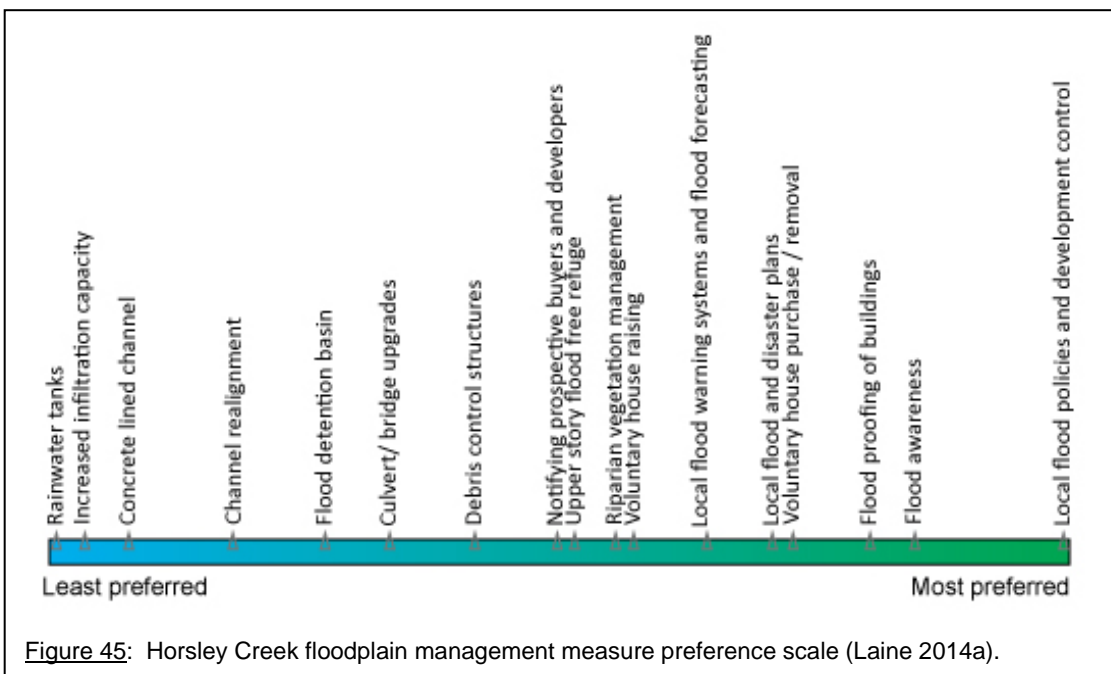 Rainwater tanks
Increased infiltration capacity
Concrete lined channel
Channel realignment
Flood detention basin
Culvert/ bridge upgrades
Debris control structures
Notifying prospective buyers and developers
Upper story flood free refuge
Riparian vegetation management
Voluntary house raising
Local flood warning systems and flood forecasting
Local flood and disaster plans
Voluntary house purchase / removal
Flood proofing of buildings
Flood awareness
Local flood policies and development control
Least preferred
Most preferred
Figure 45: Horsley Creek floodplain management measure preference scale (Laine 2014a).